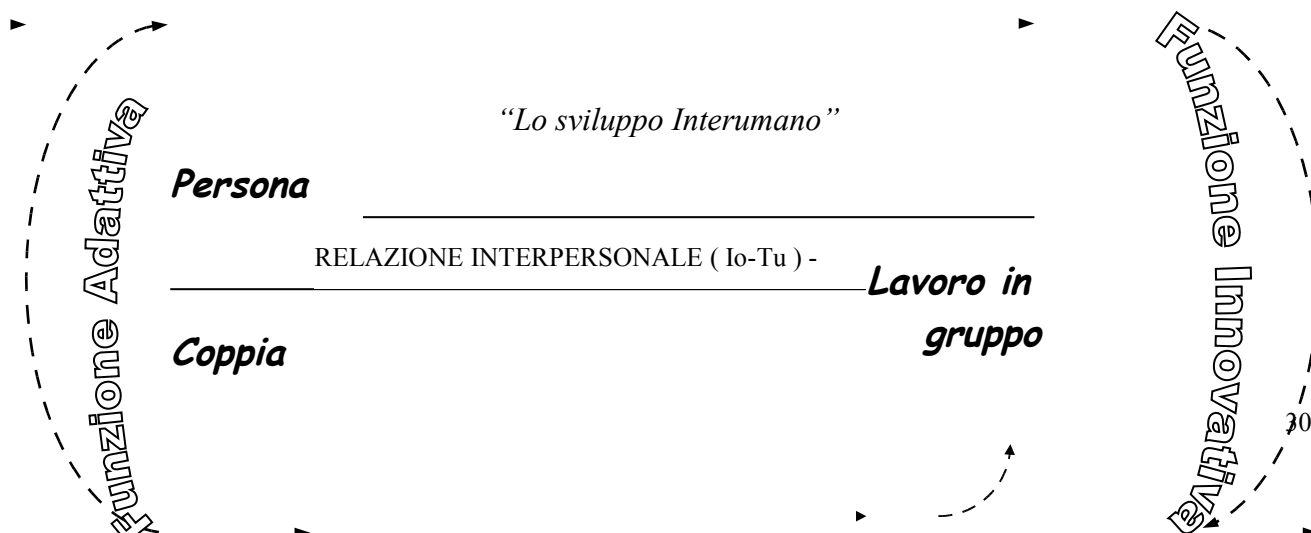 “Lo sviluppo Interumano”
Persona
RELAZIONE INTERPERSONALE ( Io-Tu ) -
Lavoro in
gruppo
Coppia
Funzione Adattiva
Funzione Innovativa
30